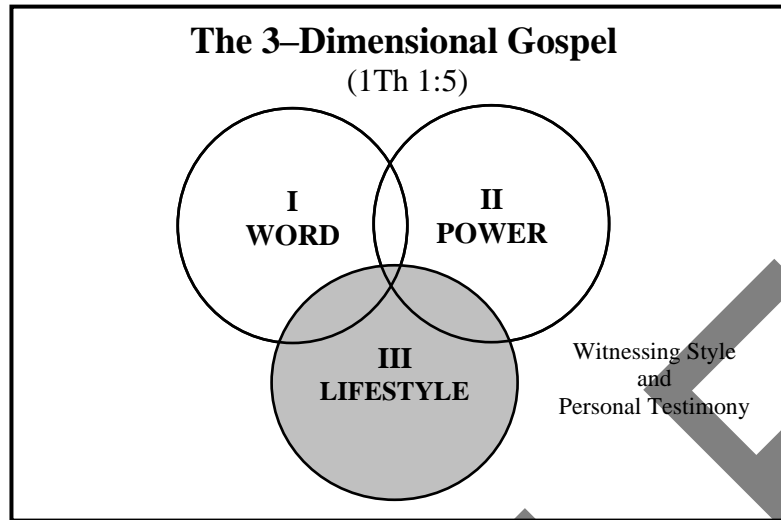 The 3–Dimensional Gospel
(1Th 1:5)
I
WORD
II
POWER
III
LIFESTYLE
Witnessing Style
and
Personal Testimony